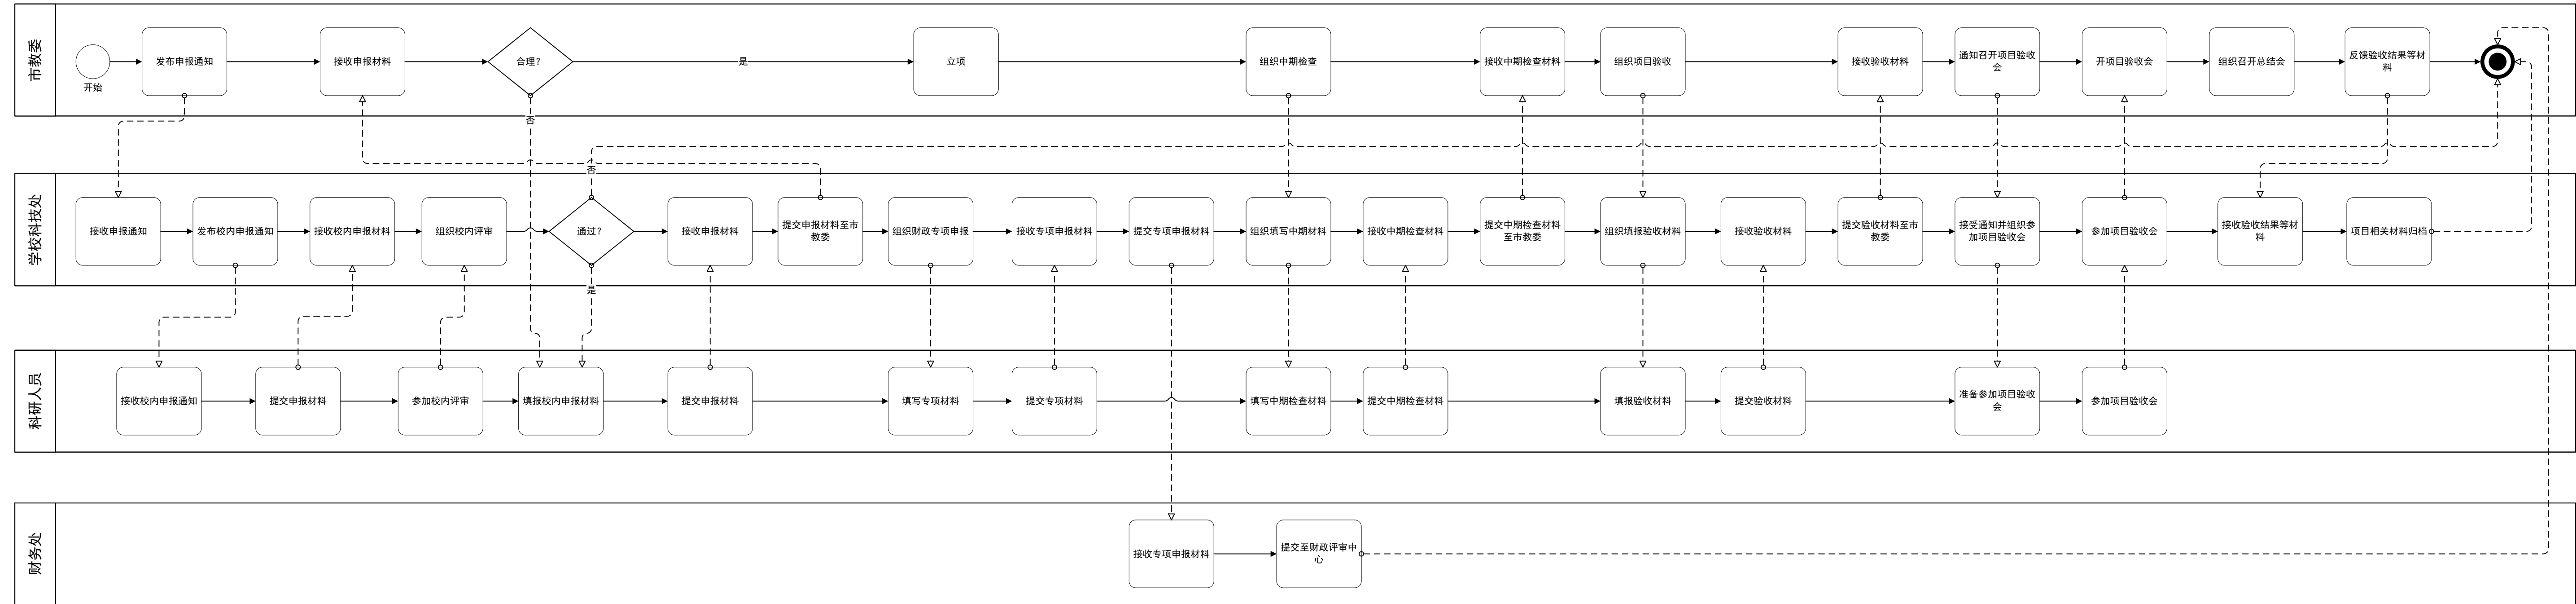 市教委
开始
发布申报通知
接收申报材料
合理？
是
立项
组织中期检查
接收中期检查材料
组织项目验收
接收验收材料
通知召开项目验收
会
开项目验收会
组织召开总结会
反馈验收结果等材
料
否
否
学校科技处
接收申报通知
发布校内申报通知
接收校内申报材料
组织校内评审
通过？
接收申报材料
提交申报材料至市
教委
组织财政专项申报
接收专项申报材料
提交专项申报材料
组织填写中期材料
接收中期检查材料
提交中期检查材料
至市教委
组织填报验收材料
接收验收材料
提交验收材料至市
教委
接受通知并组织参
加项目验收会
参加项目验收会
接收验收结果等材
料
项目相关材料归档
是
科研人员
接收校内申报通知
提交申报材料
参加校内评审
填报校内申报材料
提交申报材料
填写专项材料
提交专项材料
填写中期检查材料
提交中期检查材料
填报验收材料
提交验收材料
准备参加项目验收
会
参加项目验收会
财务处
接收专项申报材料
提交至财政评审中
心